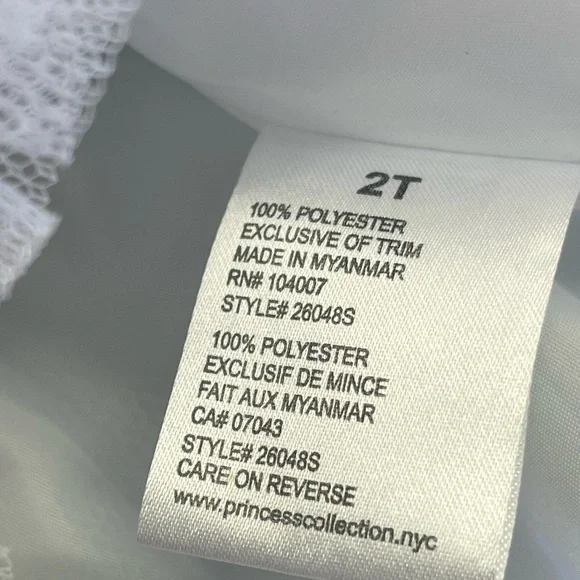 2T
100% POLYESTER
EXCLUSIVE OF TRIM
MADE IN MYANMAR
RN# 104007
STYLE# 26048S
100% POLYESTER
EXCLUSIF DE MINCE
FAIT AUX MYANMAR
CA# 07043
STYLE# 26048S
CARE ON REVERSE
www.princesscollection.nyc